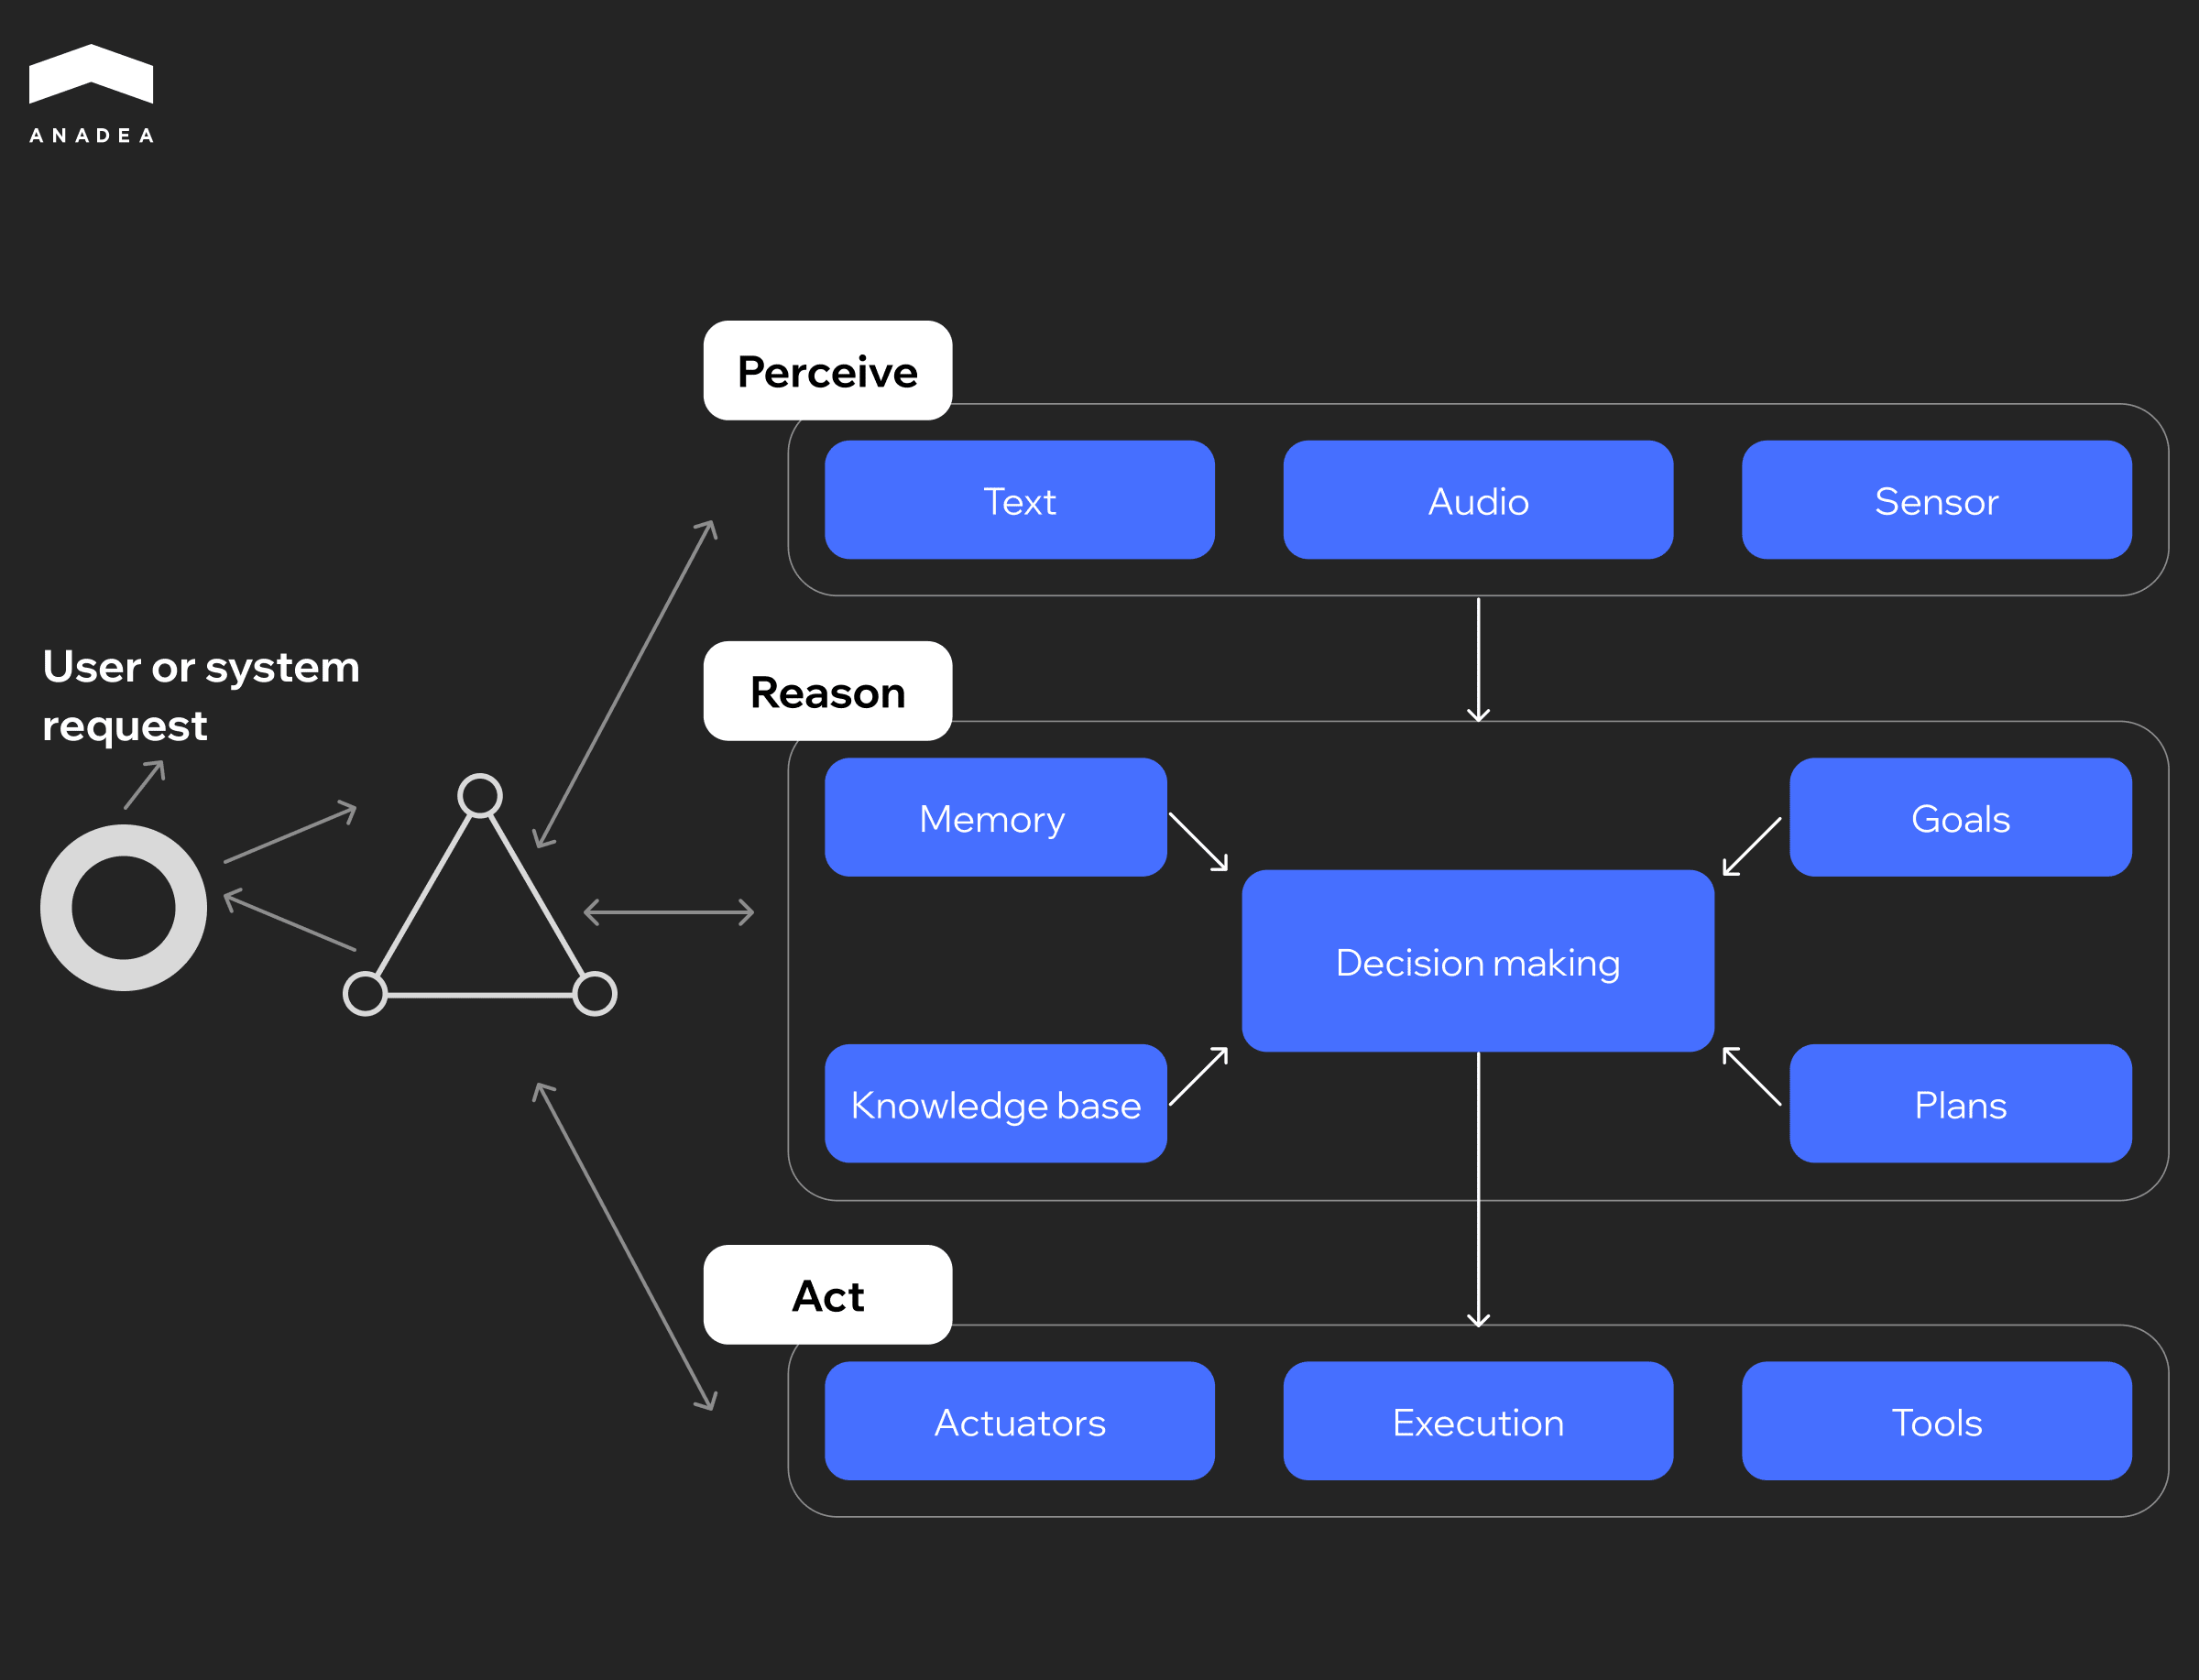 ANADEA
Perceive
Text
Audio
Sensor
User or system
request
Reason
Memory
Goals
Decision making
Knowledge base
Plans
Act
Actuators
Execution
Tools